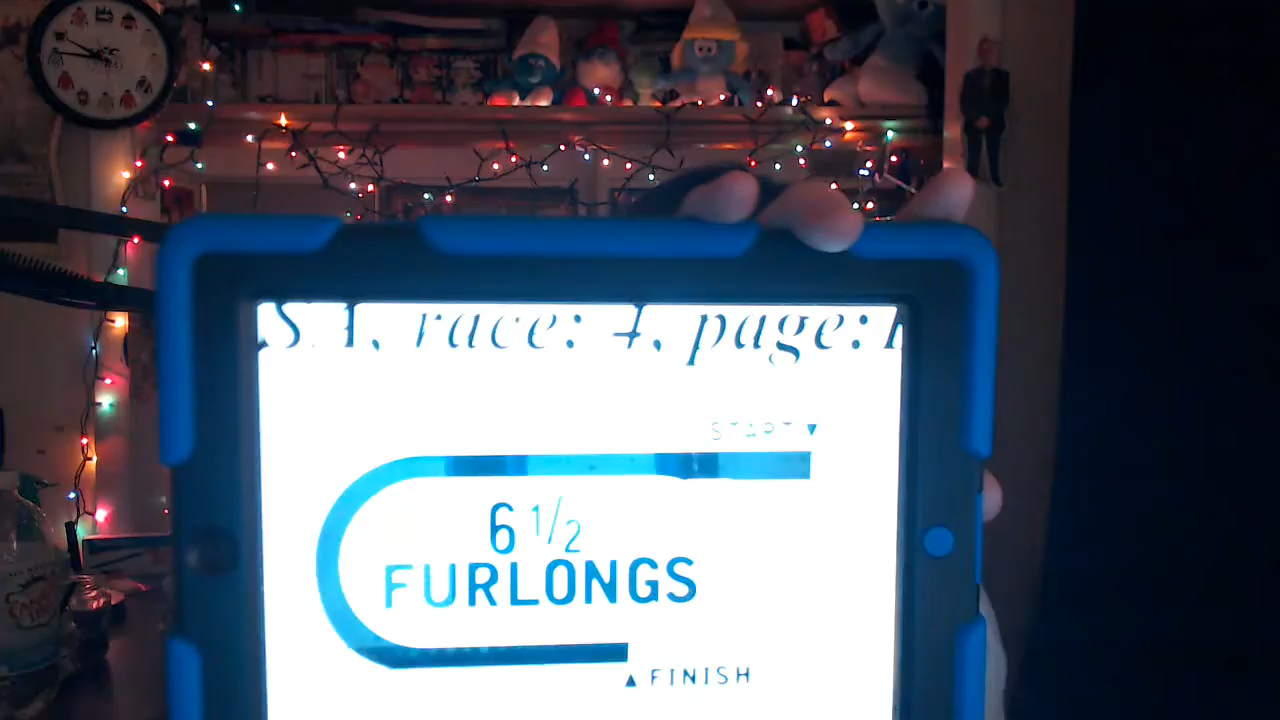 race: 4, page:
START ▼
6 1/2
FURLONGS
▲ FINISH